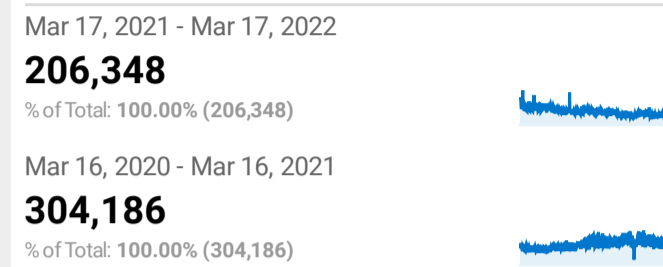 Mar 17, 2021 - Mar 17, 2022
206,348
% of Total: 100.00% (206,348)
Mar 16, 2020 - Mar 16, 2021
304,186
% of Total: 100.00% (304,186)